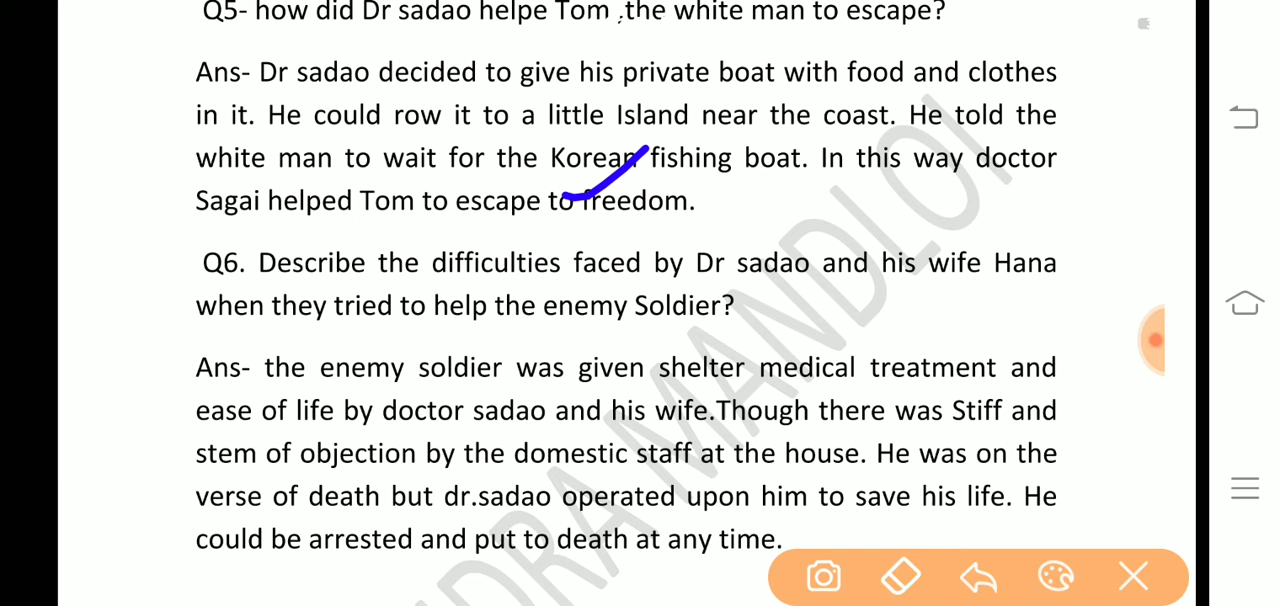 Q5- how did Dr sadao helpe Tom ,the white man to escape?
Ans- Dr sadao decided to give his private boat with food and clothes
in it. He could row it to a little Island near the coast. He told the
white man to wait for the Korean fishing boat. In this way doctor
Sagai helped Tom to escape to freedom.
Q6. Describe the difficulties faced by Dr sadao and his wife Hana
when they tried to help the enemy Soldier?
Ans- the enemy soldier was given shelter medical treatment and
ease of life by doctor sadao and his wife.Though there was Stiff and
stem of objection by the domestic staff at the house. He was on the
verse of death but dr.sadao operated upon him to save his life. He
could be arrested and put to death at any time.
DRA MANDLOI